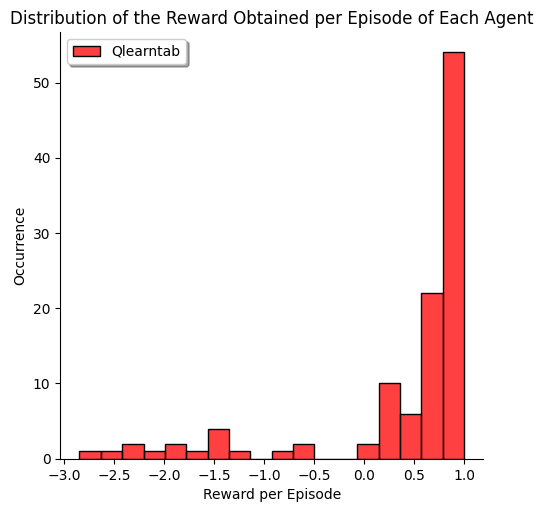 Distribution of the Reward Obtained per Episode of Each Agent
Qlearntab
Occurrence
50
40
30
20
10
0
−3.0 −2.5 −2.0 −1.5 −1.0 −0.5 0.0 0.5 1.0
Reward per Episode